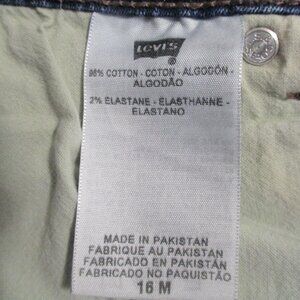 Levi's
®
98% COTTON - COTON - ALGODÓN -
ALGODÃO
2% ELASTANE - ELASTHANNE -
ELASTANO
MADE IN PAKISTAN
FABRIQUE AU PAKISTAN
FABRICADO EN PAKISTAN
FABRICADO NO PAQUISTÃO
16 M